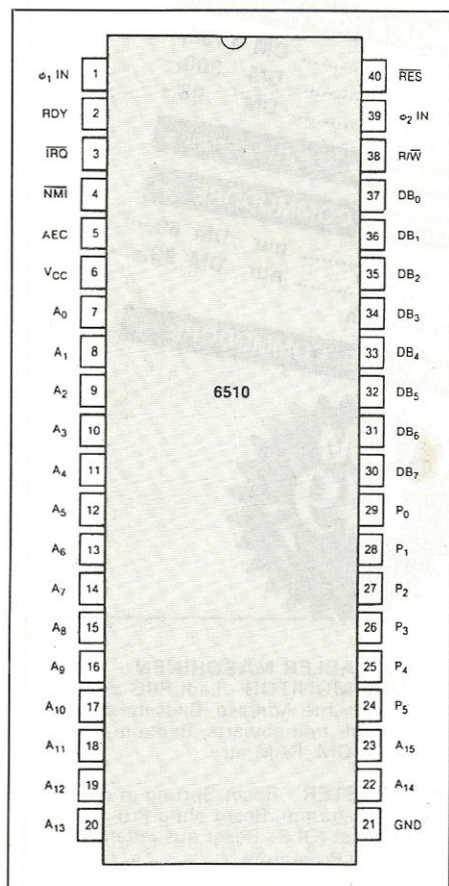 φ₁ IN 1 40 R̅E̅S̅
RDY 2 39 φ₂ IN
I̅R̅Q̅ 3 38 R/W̅
N̅M̅I̅ 4 37 DB₀
AEC 5 36 DB₁
VCC 6 35 DB₂
A₀ 7 34 DB₃
A₁ 8 33 DB₄
A₂ 9 6510 32 DB₅
A₃ 10 31 DB₆
A₄ 11 30 DB₇
A₅ 12 29 P₀
A₆ 13 28 P₁
A₇ 14 27 P₂
A₈ 15 26 P₃
A₉ 16 25 P₄
A₁₀ 17 24 P₅
A₁₁ 18 23 A₁₅
A₁₂ 19 22 A₁₄
A₁₃ 20 21 GND